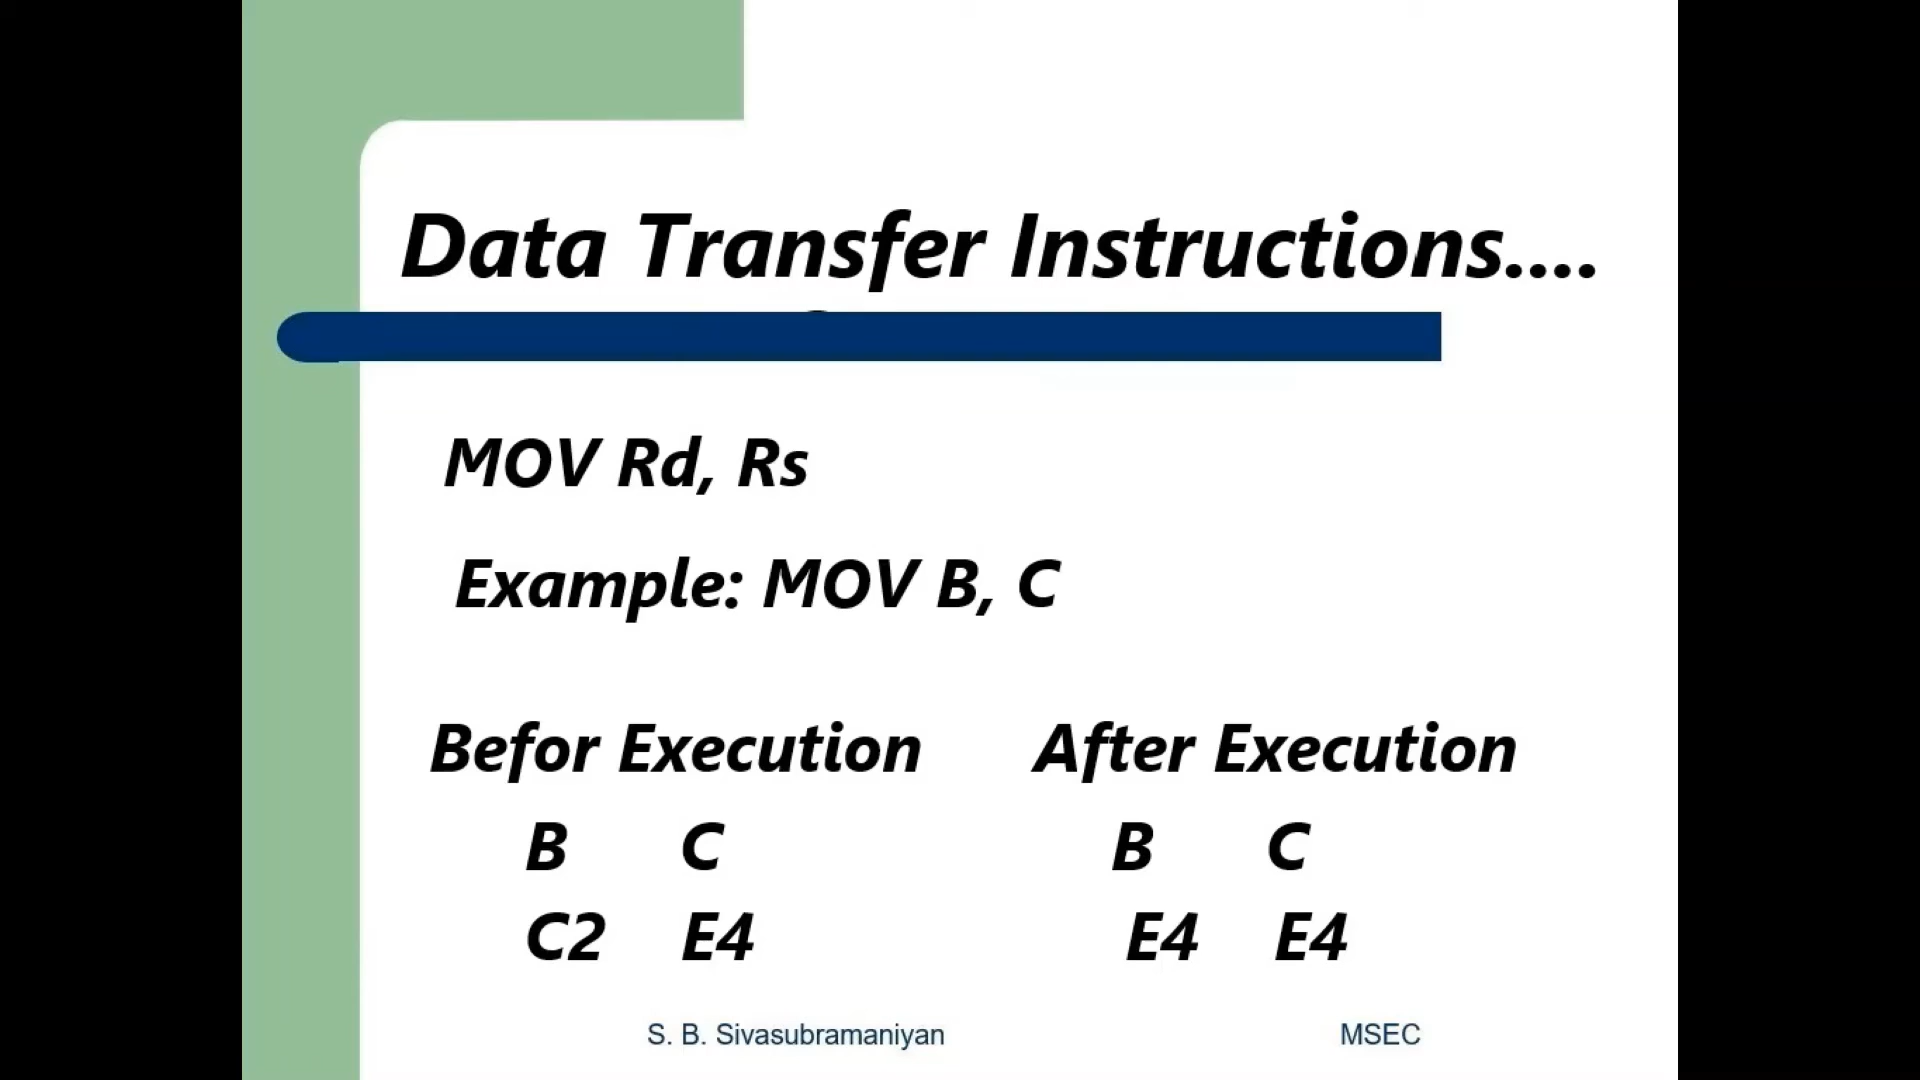 Data Transfer Instructions....
MOV Rd, Rs
Example: MOV B, C
Befor Execution After Execution
B C B C
C2 E4 E4 E4
S. B. Sivasubramaniyan MSEC